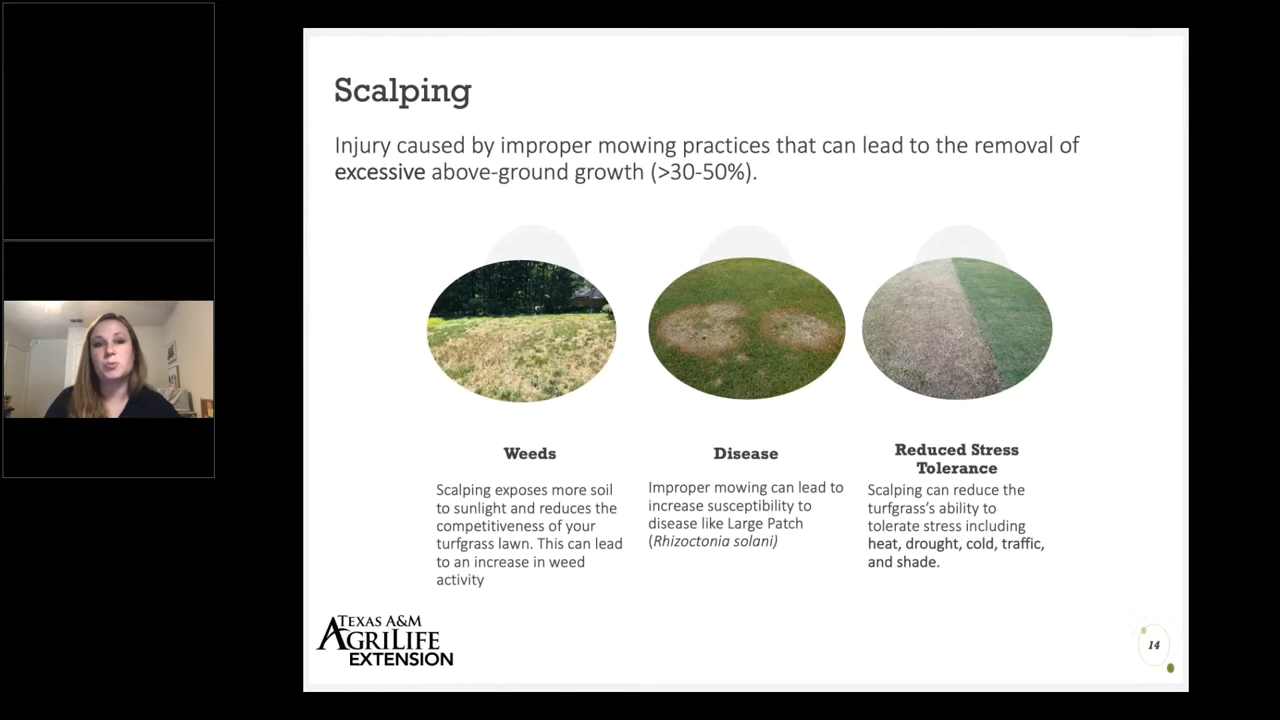 Scalping
Injury caused by improper mowing practices that can lead to the removal of
excessive above-ground growth (>30-50%).
Weeds
Scalping exposes more soil
to sunlight and reduces the
competitiveness of your
turfgrass lawn. This can lead
to an increase in weed
activity
Disease
Improper mowing can lead to
increase susceptibility to
disease like Large Patch
(Rhizoctonia solani)
Reduced Stress
Tolerance
Scalping can reduce the
turfgrass's ability to
tolerate stress including
heat, drought, cold, traffic,
and shade.
TEXAS A&M
AGRILIFE
EXTENSION
14